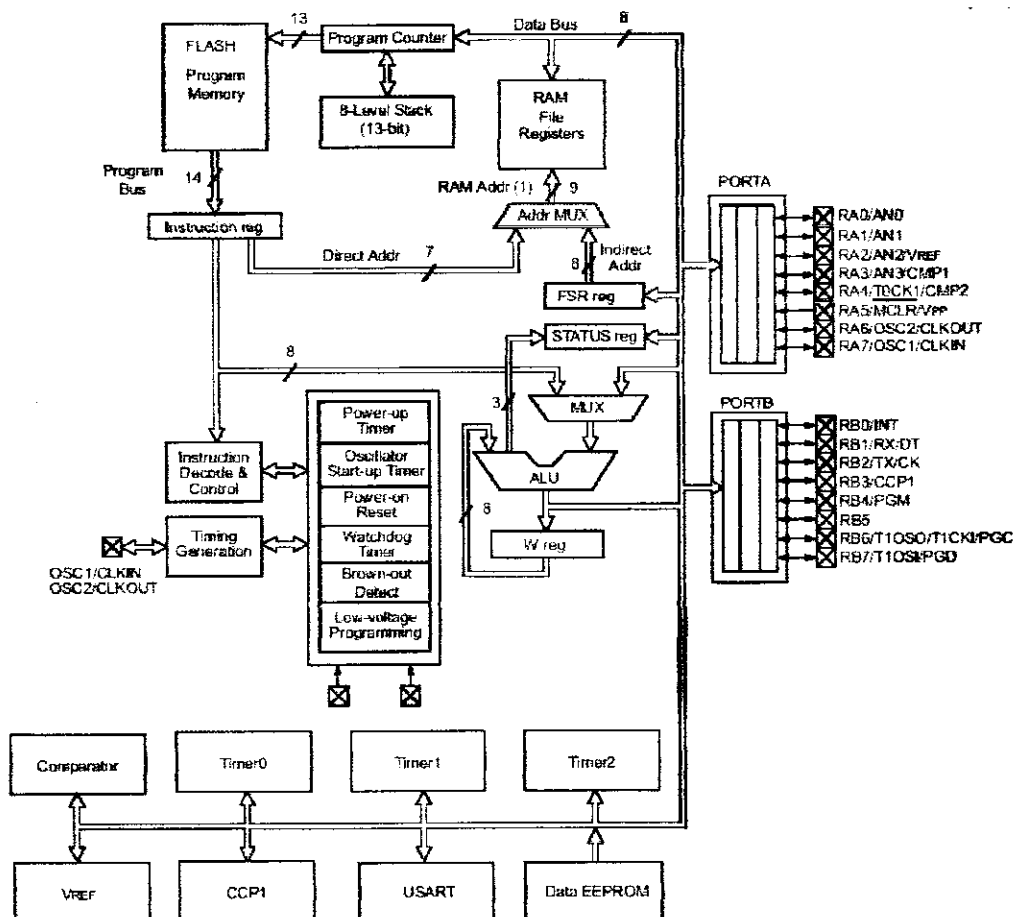 13
Data Bus
8
FLASH
Program
Memory
Program Counter
8-Level Stack
(13-bit)
RAM
File
Registers
Program
Bus
14
RAM Addr (1)
9
Addr MUX
Instruction reg
Direct Addr
7
8
Indirect
Addr
FSR reg
STATUS reg
8
3
MUX
Power-up
Timer
Oscillator
Start-up Timer
Power-on
Reset
Watchdog
Timer
Brown-out
Detect
Low-voltage
Programming
Instruction
Decode &
Control
Timing
Generation
OSC1/CLKIN
OSC2/CLKOUT
ALU
8
W reg
PORTA
RA0/AN0
RA1/AN1
RA2/AN2/VREF
RA3/AN3/CMP1
RA4/T0CK1/CMP2
RA5/MCLR/VPP
RA6/OSC2/CLKOUT
RA7/OSC1/CLKIN
PORTB
RB0/INT
RB1/RX/DT
RB2/TX/CK
RB3/CCP1
RB4/PGM
RB5
RB6/T1OSO/T1CKI/PGC
RB7/T1OSI/PGD
Comparator
Timer0
Timer1
Timer2
VREF
CCP1
USART
Data EEPROM